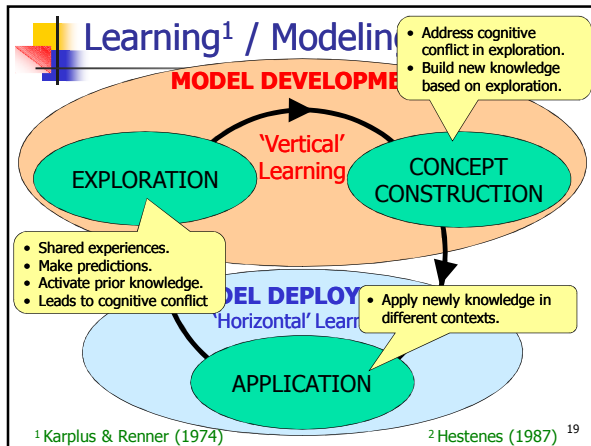 Learning¹ / Modeling
• Address cognitive
conflict in exploration.
• Build new knowledge
based on exploration.
MODEL DEVELOPME
'Vertical'
Learning
EXPLORATION
CONCEPT
CONSTRUCTION
• Shared experiences.
• Make predictions.
• Activate prior knowledge.
• Leads to cognitive conflict
DEL DEPLOY
'Horizontal' Learn
• Apply newly knowledge in
different contexts.
APPLICATION
¹ Karplus & Renner (1974)
² Hestenes (1987)
19